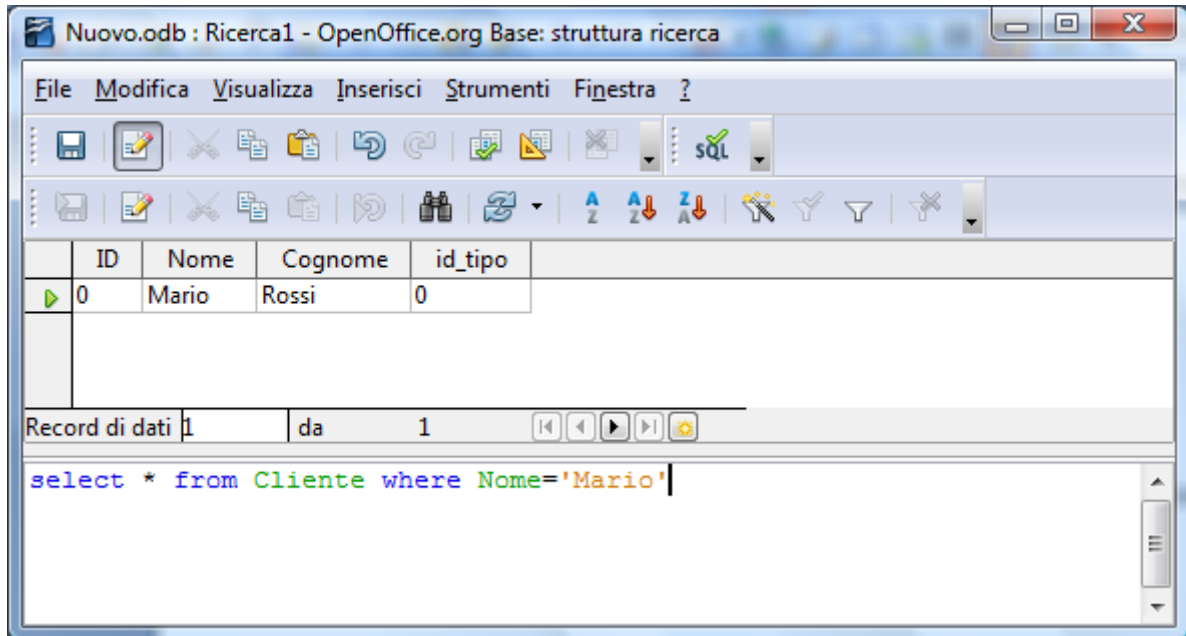 Nuovo.odb : Ricerca1 - OpenOffice.org Base: struttura ricerca
File Modifica Visualizza Inserisci Strumenti Finestra ?
SQL
A Z A Z Z A
ID Nome Cognome id_tipo
0 Mario Rossi 0
Record di dati 1 da 1
select * from Cliente where Nome='Mario'